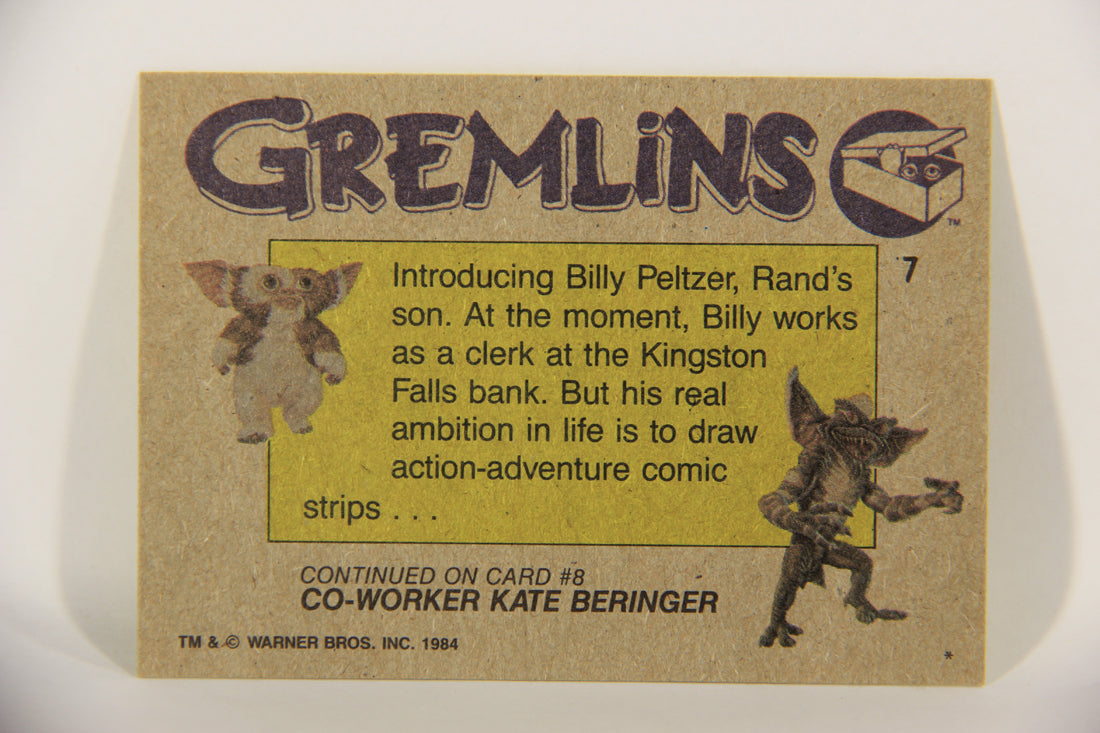 GREMLiNS
TM
7
Introducing Billy Peltzer, Rand's
son. At the moment, Billy works
as a clerk at the Kingston
Falls bank. But his real
ambition in life is to draw
action-adventure comic
strips . . .
CONTINUED ON CARD #8
CO-WORKER KATE BERINGER
TM & © WARNER BROS. INC. 1984
*